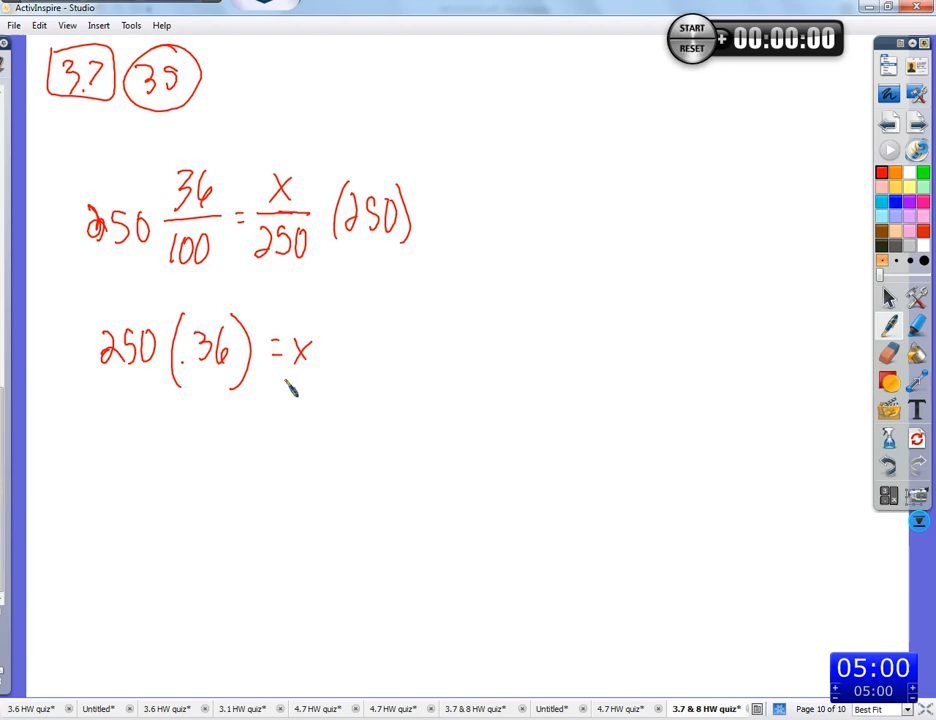 ActivInspire - Studio
File Edit View Insert Tools Help
START
RESET
00:00:00
3.7
250 36/100 = x/250 (250)
250 (.36) = x
05:00
05:00
3.6 HW quiz* Untitled* 3.6 HW quiz* 3.1 HW quiz* 4.7 HW quiz* 4.7 HW quiz* 3.7 & 8 HW quiz* Untitled* 4.7 HW quiz* 3.7 & 8 HW quiz* Page 10 of 10 Best Fit